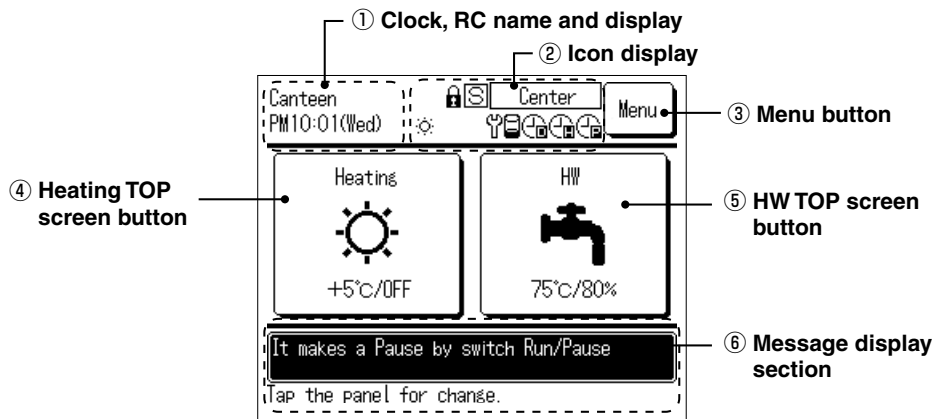 ① Clock, RC name and display
② Icon display
Canteen
S Center
Menu
PM10:01(Wed)
③ Menu button
④ Heating TOP
screen button
Heating
HW
⑤ HW TOP screen
button
+5℃/OFF
75℃/80%
It makes a Pause by switch Run/Pause
⑥ Message display
section
Tap the panel for change.